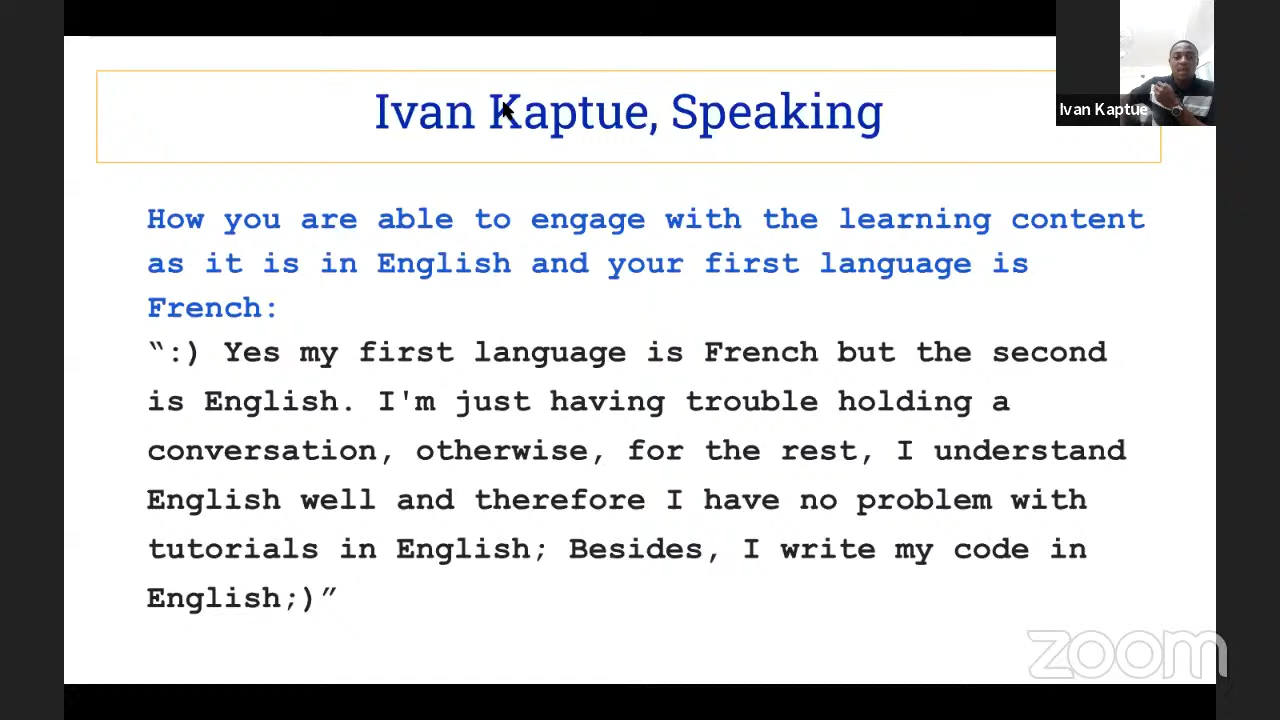 Ivan Kaptue, Speaking
Ivan Kaptue
How you are able to engage with the learning content
as it is in English and your first language is
French:
“:) Yes my first language is French but the second
is English. I'm just having trouble holding a
conversation, otherwise, for the rest, I understand
English well and therefore I have no problem with
tutorials in English; Besides, I write my code in
English;)”
zoom